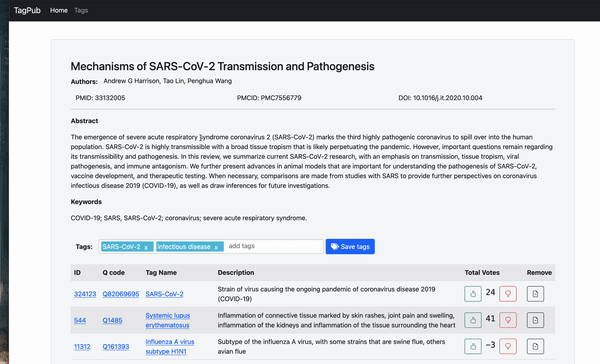 TagPub Home Tags
Mechanisms of SARS-CoV-2 Transmission and Pathogenesis
Authors: Andrew G Harrison, Tao Lin, Penghua Wang
PMID: 33132005 PMCID: PMC7556779 DOI: 10.1016/j.it.2020.10.004
Abstract
The emergence of severe acute respiratory syndrome coronavirus 2 (SARS-CoV-2) marks the third highly pathogenic coronavirus to spill over into the human
population. SARS-CoV-2 is highly transmissible with a broad tissue tropism that is likely perpetuating the pandemic. However, important questions remain regarding
its transmissibility and pathogenesis. In this review, we summarize current SARS-CoV-2 research, with an emphasis on transmission, tissue tropism, viral
pathogenesis, and immune antagonism. We further present advances in animal models that are important for understanding the pathogenesis of SARS-CoV-2,
vaccine development, and therapeutic testing. When necessary, comparisons are made from studies with SARS to provide further perspectives on coronavirus
infectious disease 2019 (COVID-19), as well as draw inferences for future investigations.
Keywords
COVID-19; SARS, SARS-CoV-2; coronavirus; severe acute respiratory syndrome.
Tags: SARS-CoV-2 x infectious disease x add tags Save tags
ID Q code Tag Name Description Total Votes Remove
324123 Q82069695 SARS-CoV-2 Strain of virus causing the ongoing pandemic of coronavirus disease 2019 24
(COVID-19)
544 Q1485 Systemic lupus Inflammation of connective tissue marked by skin rashes, joint pain and swelling, 41
erythematosus inflammation of the kidneys and inflammation of the tissue surrounding the heart
11312 Q161393 Influenza A virus Subtype of the influenza A virus, with some strains that are swine flue, others -3
subtype H1N1 avian flue